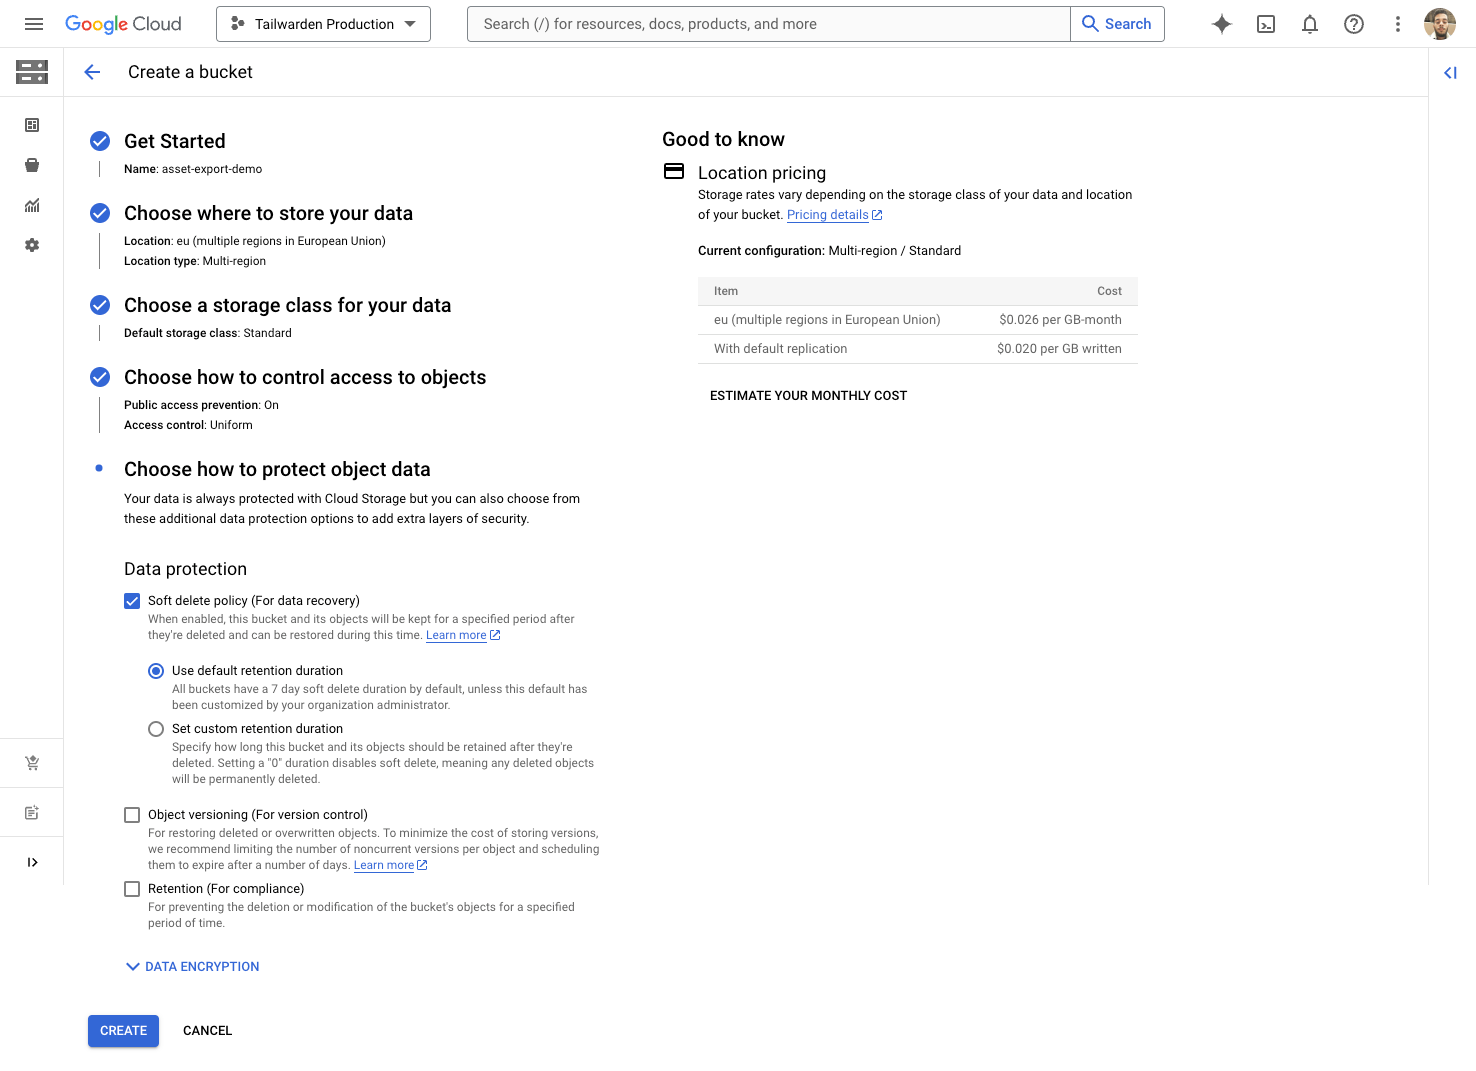 Google Cloud
Tailwarden Production
Search (/) for resources, docs, products, and more
Search
Create a bucket
Get Started
Name: asset-export-demo
Choose where to store your data
Location: eu (multiple regions in European Union)
Location type: Multi-region
Choose a storage class for your data
Default storage class: Standard
Choose how to control access to objects
Public access prevention: On
Access control: Uniform
Choose how to protect object data
Your data is always protected with Cloud Storage but you can also choose from
these additional data protection options to add extra layers of security.
Data protection
Soft delete policy (For data recovery)
When enabled, this bucket and its objects will be kept for a specified period after
they're deleted and can be restored during this time. Learn more
Use default retention duration
All buckets have a 7 day soft delete duration by default, unless this default has
been customized by your organization administrator.
Set custom retention duration
Specify how long this bucket and its objects should be retained after they're
deleted. Setting a "0" duration disables soft delete, meaning any deleted objects
will be permanently deleted.
Object versioning (For version control)
For restoring deleted or overwritten objects. To minimize the cost of storing versions,
we recommend limiting the number of noncurrent versions per object and scheduling
them to expire after a number of days. Learn more
Retention (For compliance)
For preventing the deletion or modification of the bucket's objects for a specified
period of time.
DATA ENCRYPTION
CREATE CANCEL
Good to know
Location pricing
Storage rates vary depending on the storage class of your data and location
of your bucket. Pricing details
Current configuration: Multi-region / Standard
Item Cost
eu (multiple regions in European Union) $0.026 per GB-month
With default replication $0.020 per GB written
ESTIMATE YOUR MONTHLY COST